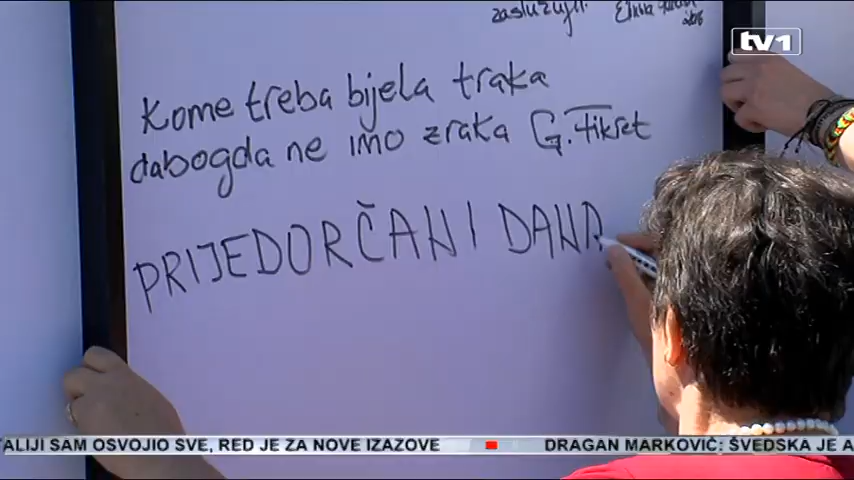 zaslužuju.
tv1
Kome treba bijela traka
dabogda ne imo zraka G. Fikret
PRIJEDORČANI DANA
ALIJI SAM OSVOJIO SVE, RED JE ZA NOVE IZAZOVE DRAGAN MARKOVIĆ: ŠVEDSKA JE A